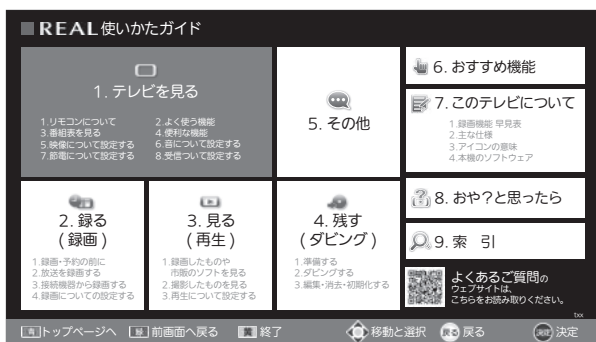 REAL 使いかたガイド
1. テレビを見る
1.リモコンについて 2.よく使う機能
3.番組表を見る 4.便利な機能
5.映像について設定する 6.音について設定する
7.節電について設定する 8.受信ついて設定する
5. その他
6. おすすめ機能
7. このテレビについて
1.録画機能 早見表
2.主な仕様
3.アイコンの意味
4.本機のソフトウェア
2. 録る
(録画)
1.録画・予約の前に
2.放送を録画する
3.接続機器から録画する
4.録画についての設定する
3. 見る
(再生)
1.録画したものや
市販のソフトを見る
2.撮影したものを見る
3.再生について設定する
4. 残す
(ダビング)
1.準備する
2.ダビングする
3.編集・消去・初期化する
8. おや?と思ったら
9. 索 引
よくあるご質問の
ウェブサイトは、
こちらをお読み取りください。
txx
青 トップページへ 緑 前画面へ戻る 黄 終了 移動と選択 戻る 戻る 決定 決定